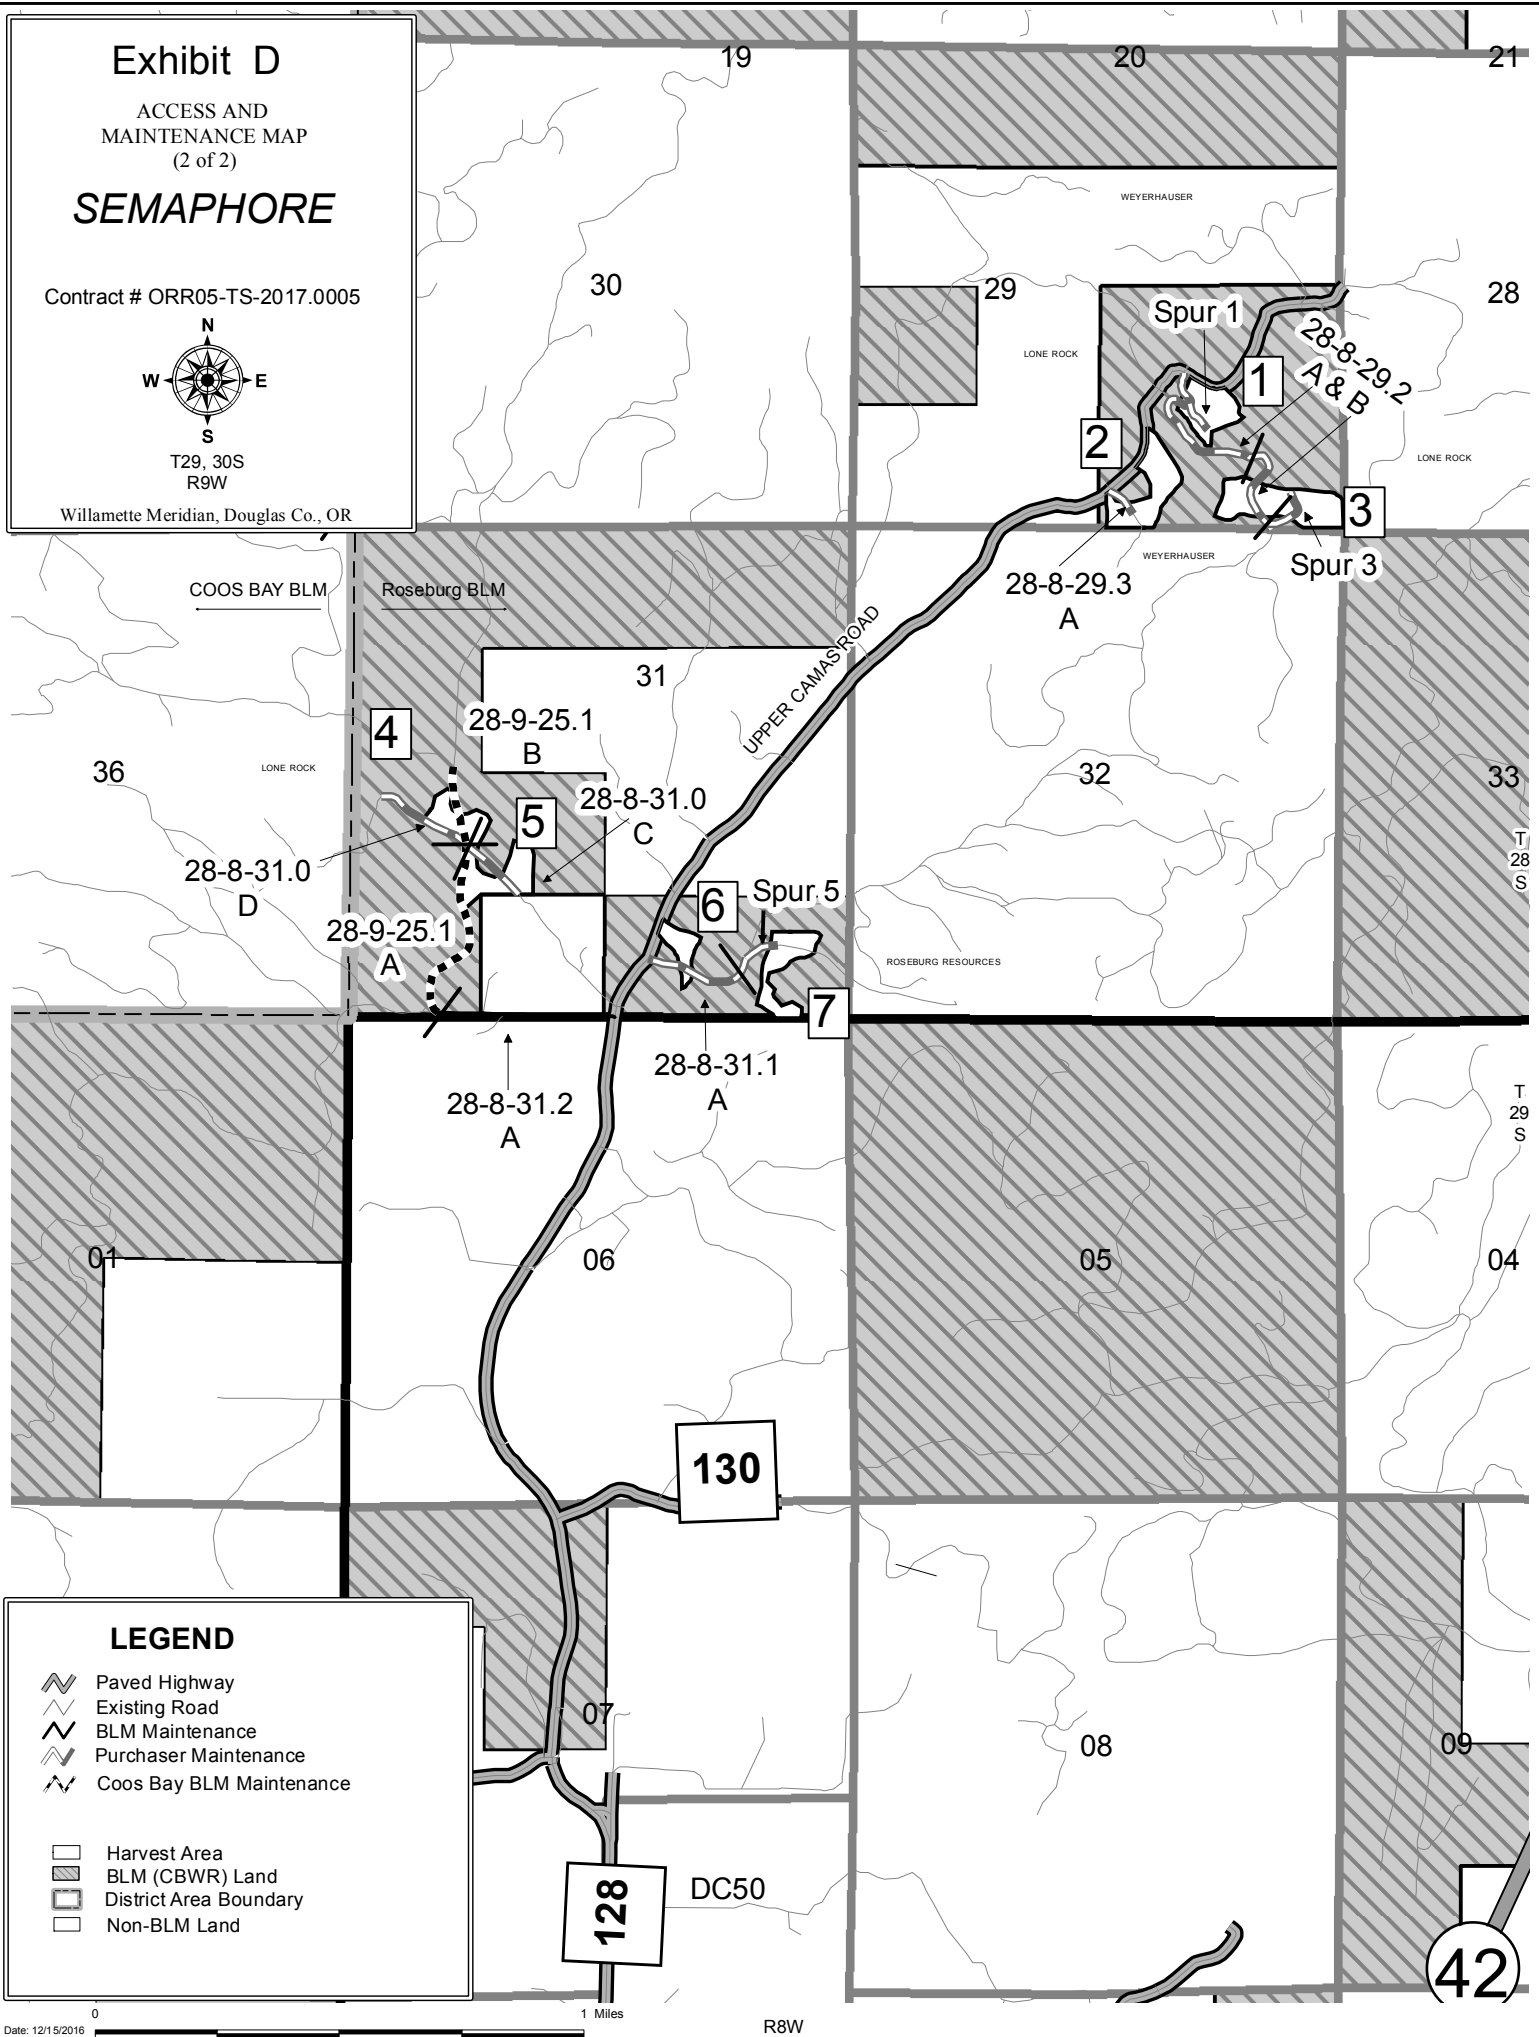 Exhibit D
ACCESS AND
MAINTENANCE MAP
(2 of 2)
SEMAPHORE
Contract # ORR05-TS-2017.0005
N
W E
S
T29, 30S
R9W
Willamette Meridian, Douglas Co., OR
19
20
21
WEYERHAUSER
30
29
28
Spur 1
28-8-29.2
A & B
LONE ROCK
1
2
LONE ROCK
3
WEYERHAUSER
Spur 3
28-8-29.3
A
COOS BAY BLM
Roseburg BLM
UPPER CAMAS ROAD
31
4
28-9-25.1
B
36
LONE ROCK
32
33
28-8-31.0
C
5
T
28
S
28-8-31.0
D
6
Spur 5
28-9-25.1
A
ROSEBURG RESOURCES
7
28-8-31.1
A
28-8-31.2
A
T
29
S
01
06
05
04
130
LEGEND
Paved Highway
Existing Road
BLM Maintenance
Purchaser Maintenance
Coos Bay BLM Maintenance
Harvest Area
BLM (CBWR) Land
District Area Boundary
Non-BLM Land
07
08
09
128
DC50
42
0 1 Miles
Date: 12/15/2016
R8W